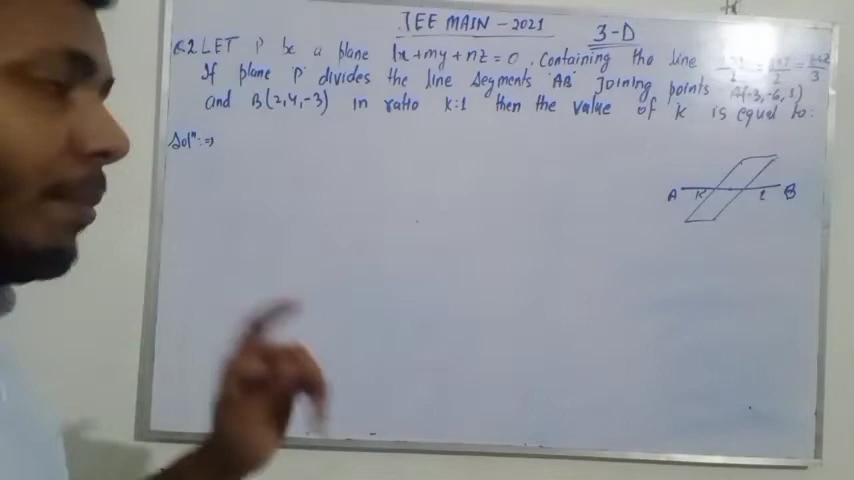 JEE MAIN - 2021
3-D
Q.2 LET P be a plane lx+my+nz=0, Containing the line
If plane 'P' divides the line segments 'AB' Joining points A(-3,-6,1)
and B(2,4,-3) in ratio K:1 then the value of K is equal to:
Solⁿ:⇒
A K 1 B